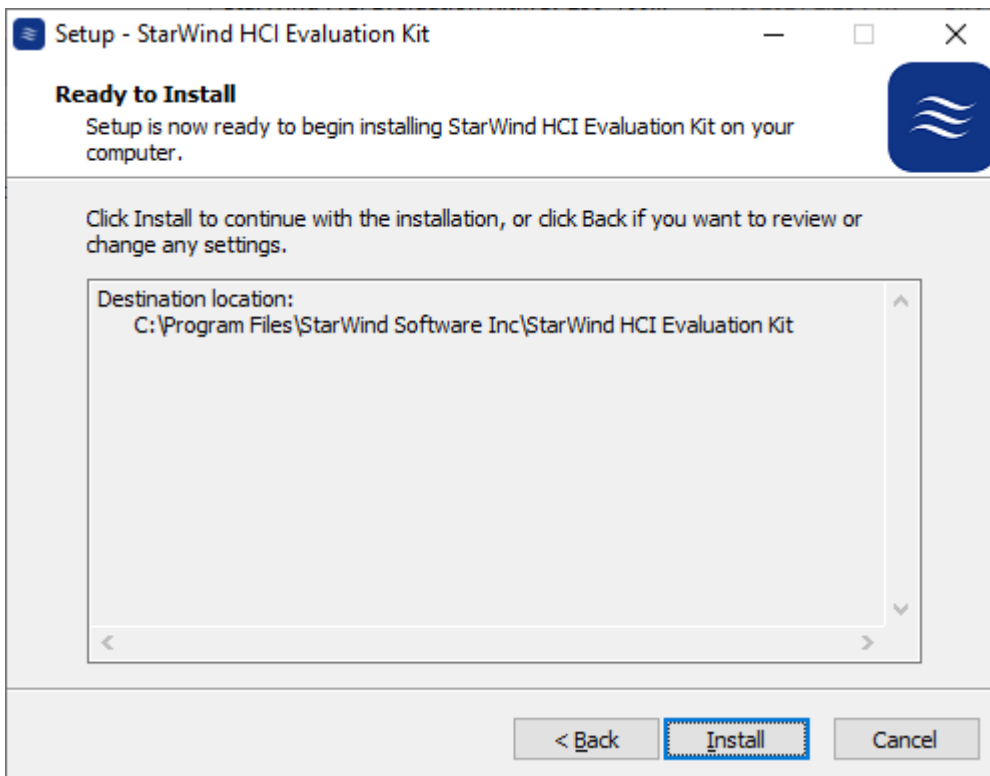 Setup - StarWind HCI Evaluation Kit
Ready to Install
Setup is now ready to begin installing StarWind HCI Evaluation Kit on your
computer.
Click Install to continue with the installation, or click Back if you want to review or
change any settings.
Destination location:
C:\Program Files\StarWind Software Inc\StarWind HCI Evaluation Kit
< Back
Install
Cancel